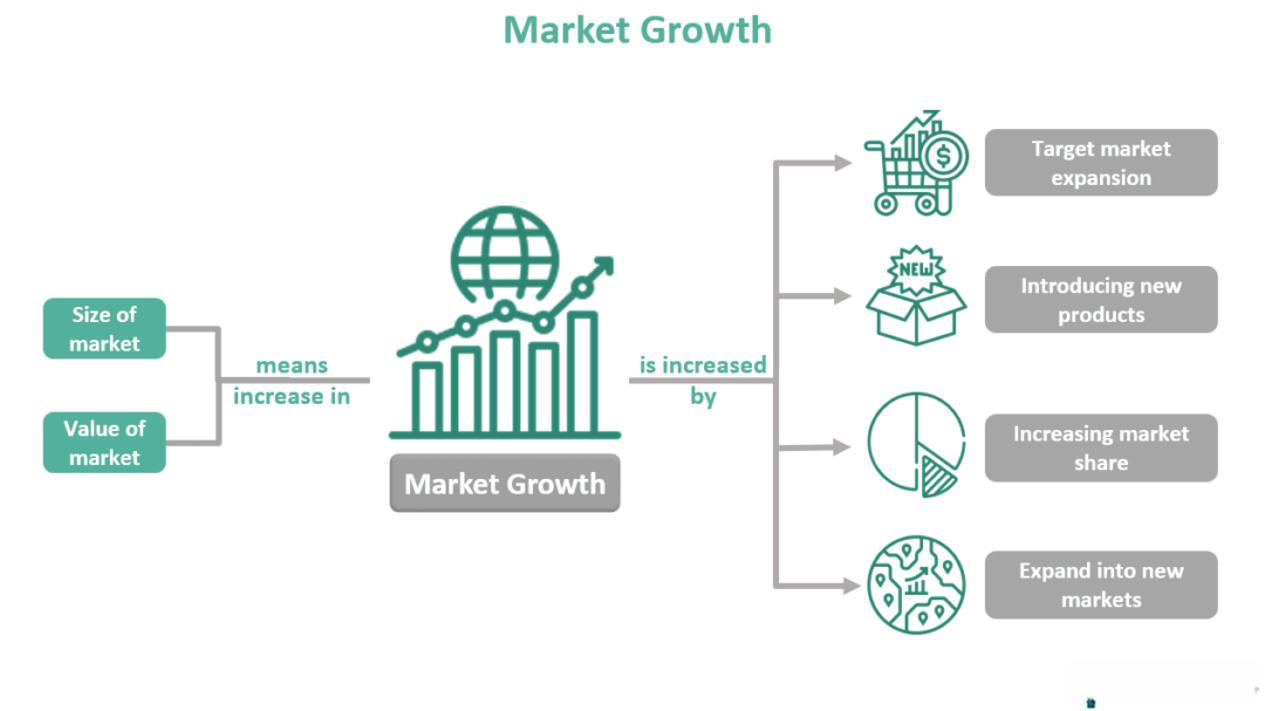 Market Growth
Size of
market
Value of
market
means
increase in
Market Growth
is increased
by
Target market
expansion
NEW
Introducing new
products
Increasing market
share
Expand into new
markets
$